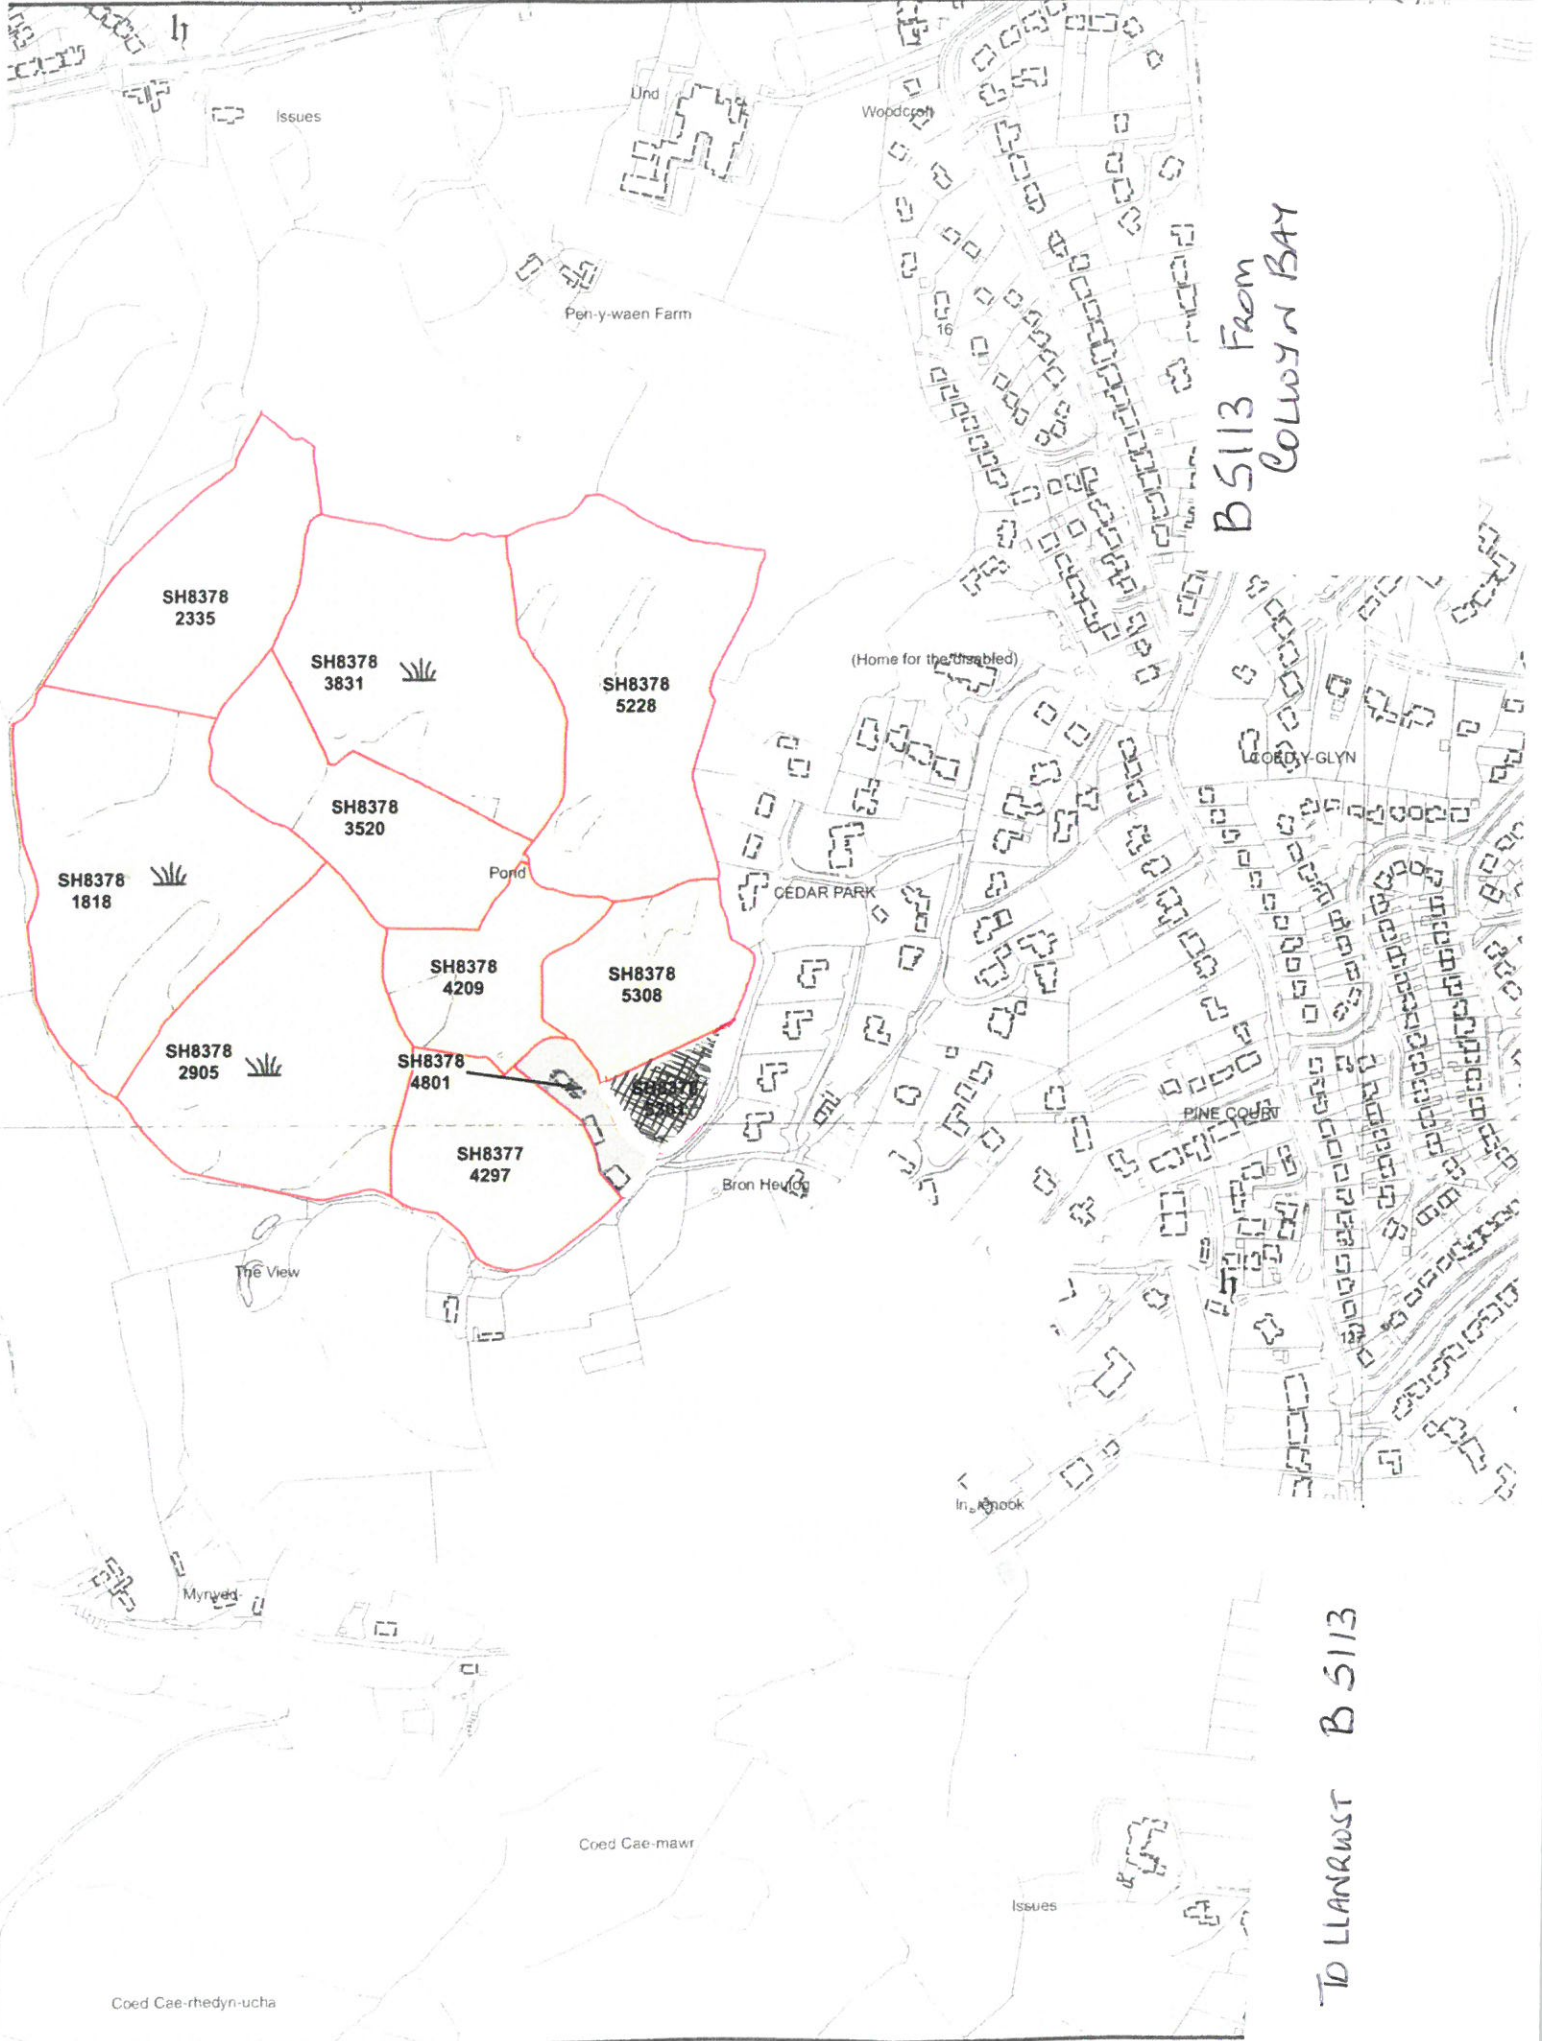 h
Issues
Und
Woodcroft
Pen-y-waen Farm
16
B5113 From
COLWYN BAY
SH8378
2335
SH8378
3831
SH8378
5228
(Home for the disabled)
COED-Y-GLYN
SH8378
3520
Pond
SH8378
1818
CEDAR PARK
SH8378
4209
SH8378
5308
SH8378
2905
SH8378
4801
SH8378
SH8377
4297
PINE COURT
Bron Heulog
The View
h
127
Mynydd
TO LLANRWST B5113
Coed Cae-mawr
Issues
Coed Cae-rhedyn-ucha